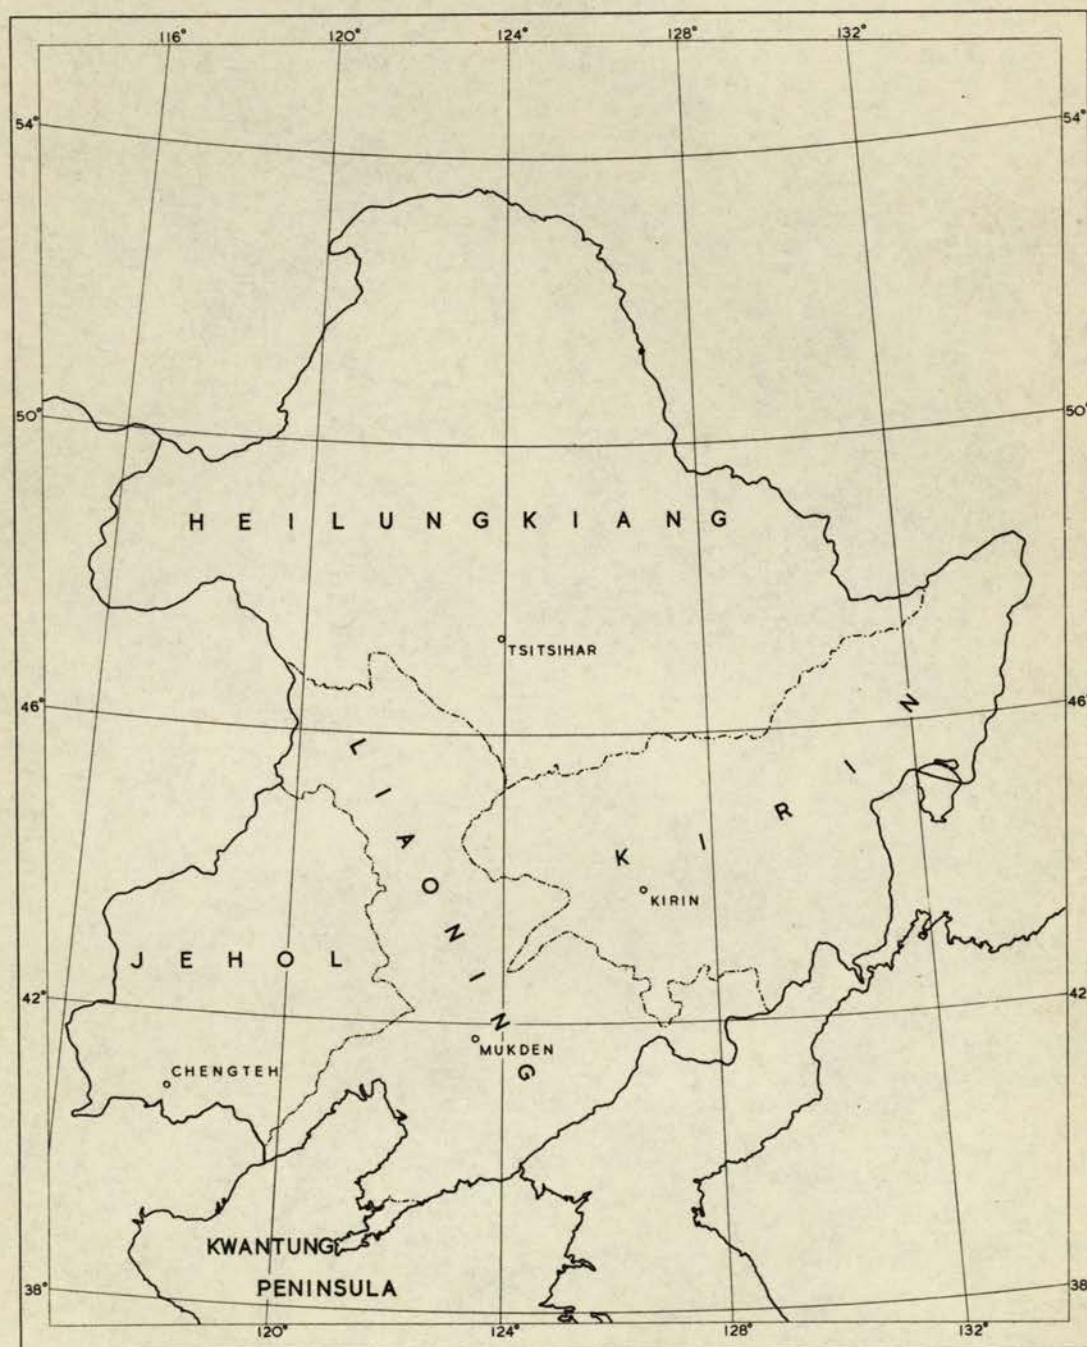 116° 120° 124° 128° 132°
54° 54°
50° 50°
HEILUNGKIANG
TSITSIHAR
46° 46°
LIAONING
KIRIN
KIRIN
JEHOL
42° 42°
MUKDEN
CHENGTEH
KWANTUNG
PENINSULA
38° 38°
120° 124° 128° 132°